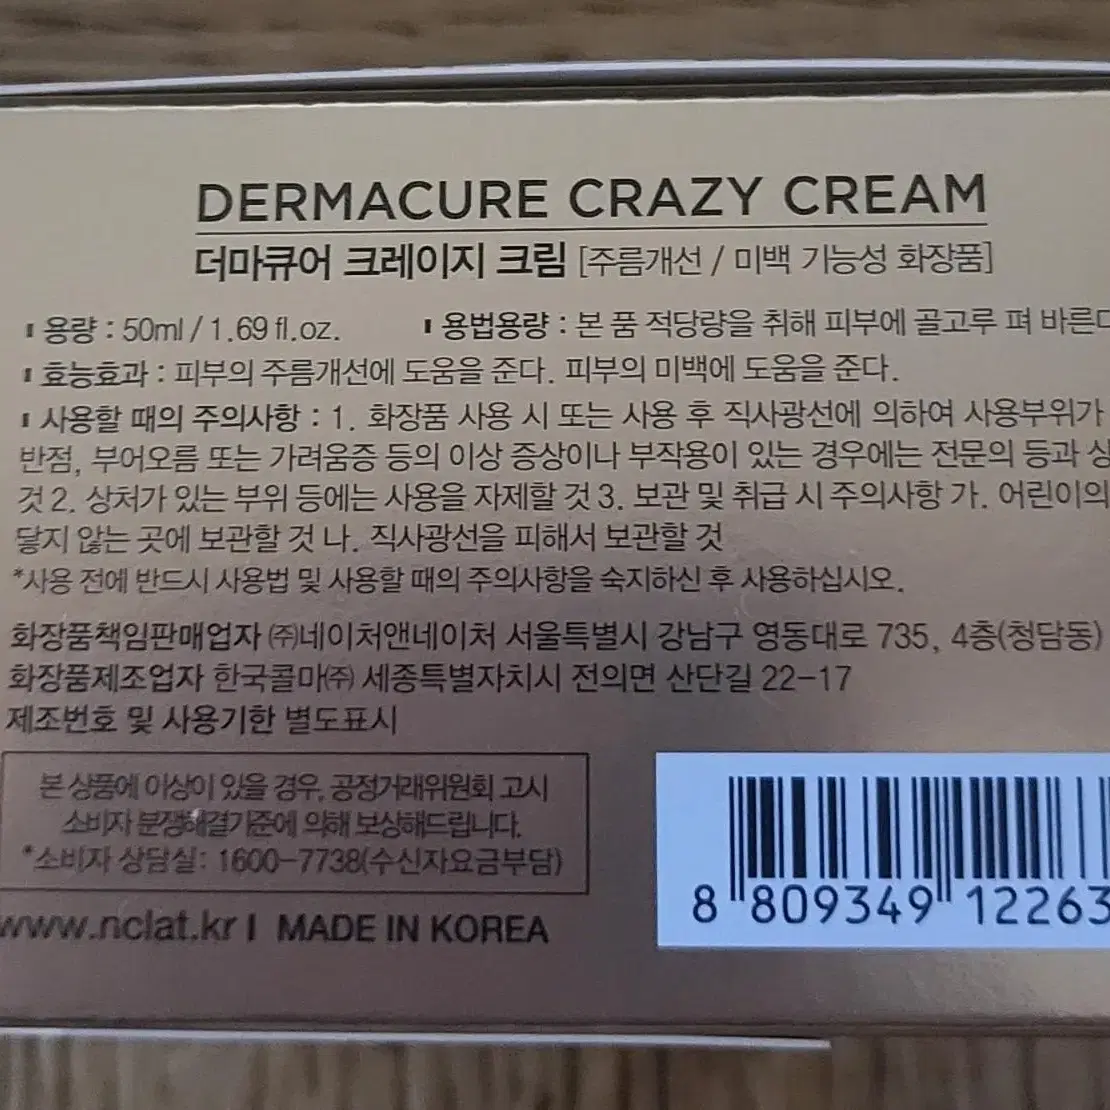 DERMACURE CRAZY CREAM
더마큐어 크레이지 크림 [주름개선 / 미백 기능성 화장품]
용량 : 50ml / 1.69 fl.oz. 용법용량 : 본 품 적당량을 취해 피부에 골고루 펴 바른다
효능효과 : 피부의 주름개선에 도움을 준다. 피부의 미백에 도움을 준다.
사용할 때의 주의사항 : 1. 화장품 사용 시 또는 사용 후 직사광선에 의하여 사용부위가
반점, 부어오름 또는 가려움증 등의 이상 증상이나 부작용이 있는 경우에는 전문의 등과
것 2. 상처가 있는 부위 등에는 사용을 자제할 것 3. 보관 및 취급 시 주의사항 가. 어린이의
닿지 않는 곳에 보관할 것 나. 직사광선을 피해서 보관할 것
*사용 전에 반드시 사용법 및 사용할 때의 주의사항을 숙지하신 후 사용하십시오.
화장품책임판매업자 ㈜네이처앤네이처 서울특별시 강남구 영동대로 735, 4층(청담동)
화장품제조업자 한국콜마㈜ 세종특별자치시 전의면 산단길 22-17
제조번호 및 사용기한 별도표시
본 상품에 이상이 있을 경우, 공정거래위원회 고시
소비자 분쟁해결기준에 의해 보상해드립니다.
*소비자 상담실: 1600-7738(수신자요금부담)
www.nclat.kr I MADE IN KOREA
8 809349 12263